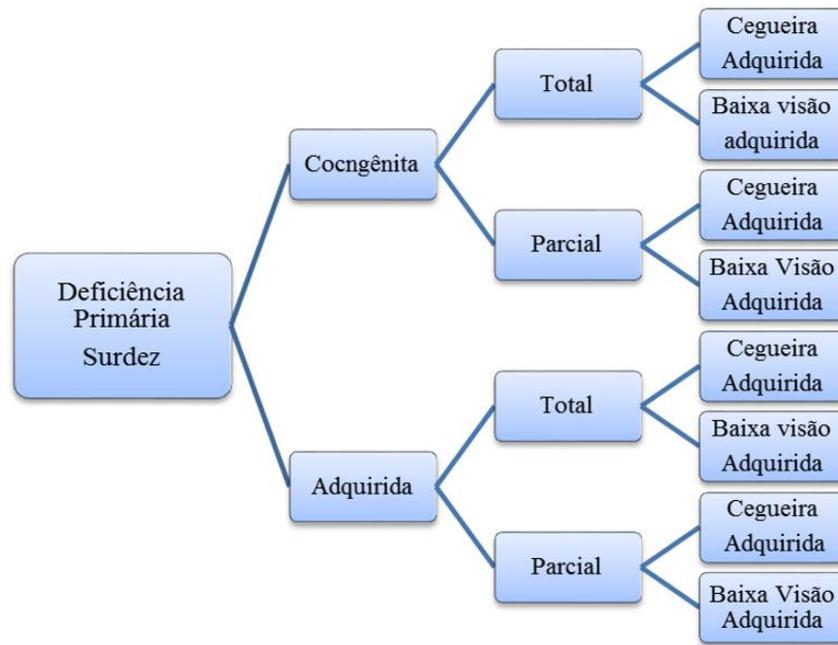 Deficiência
Primária
Surdez
Cocngênita
Total
Cegueira
Adquirida
Baixa visão
adquirida
Parcial
Cegueira
Adquirida
Baixa Visão
Adquirida
Adquirida
Total
Cegueira
Adquirida
Baixa visão
Adquirida
Parcial
Cegueira
Adquirida
Baixa Visão
Adquirida